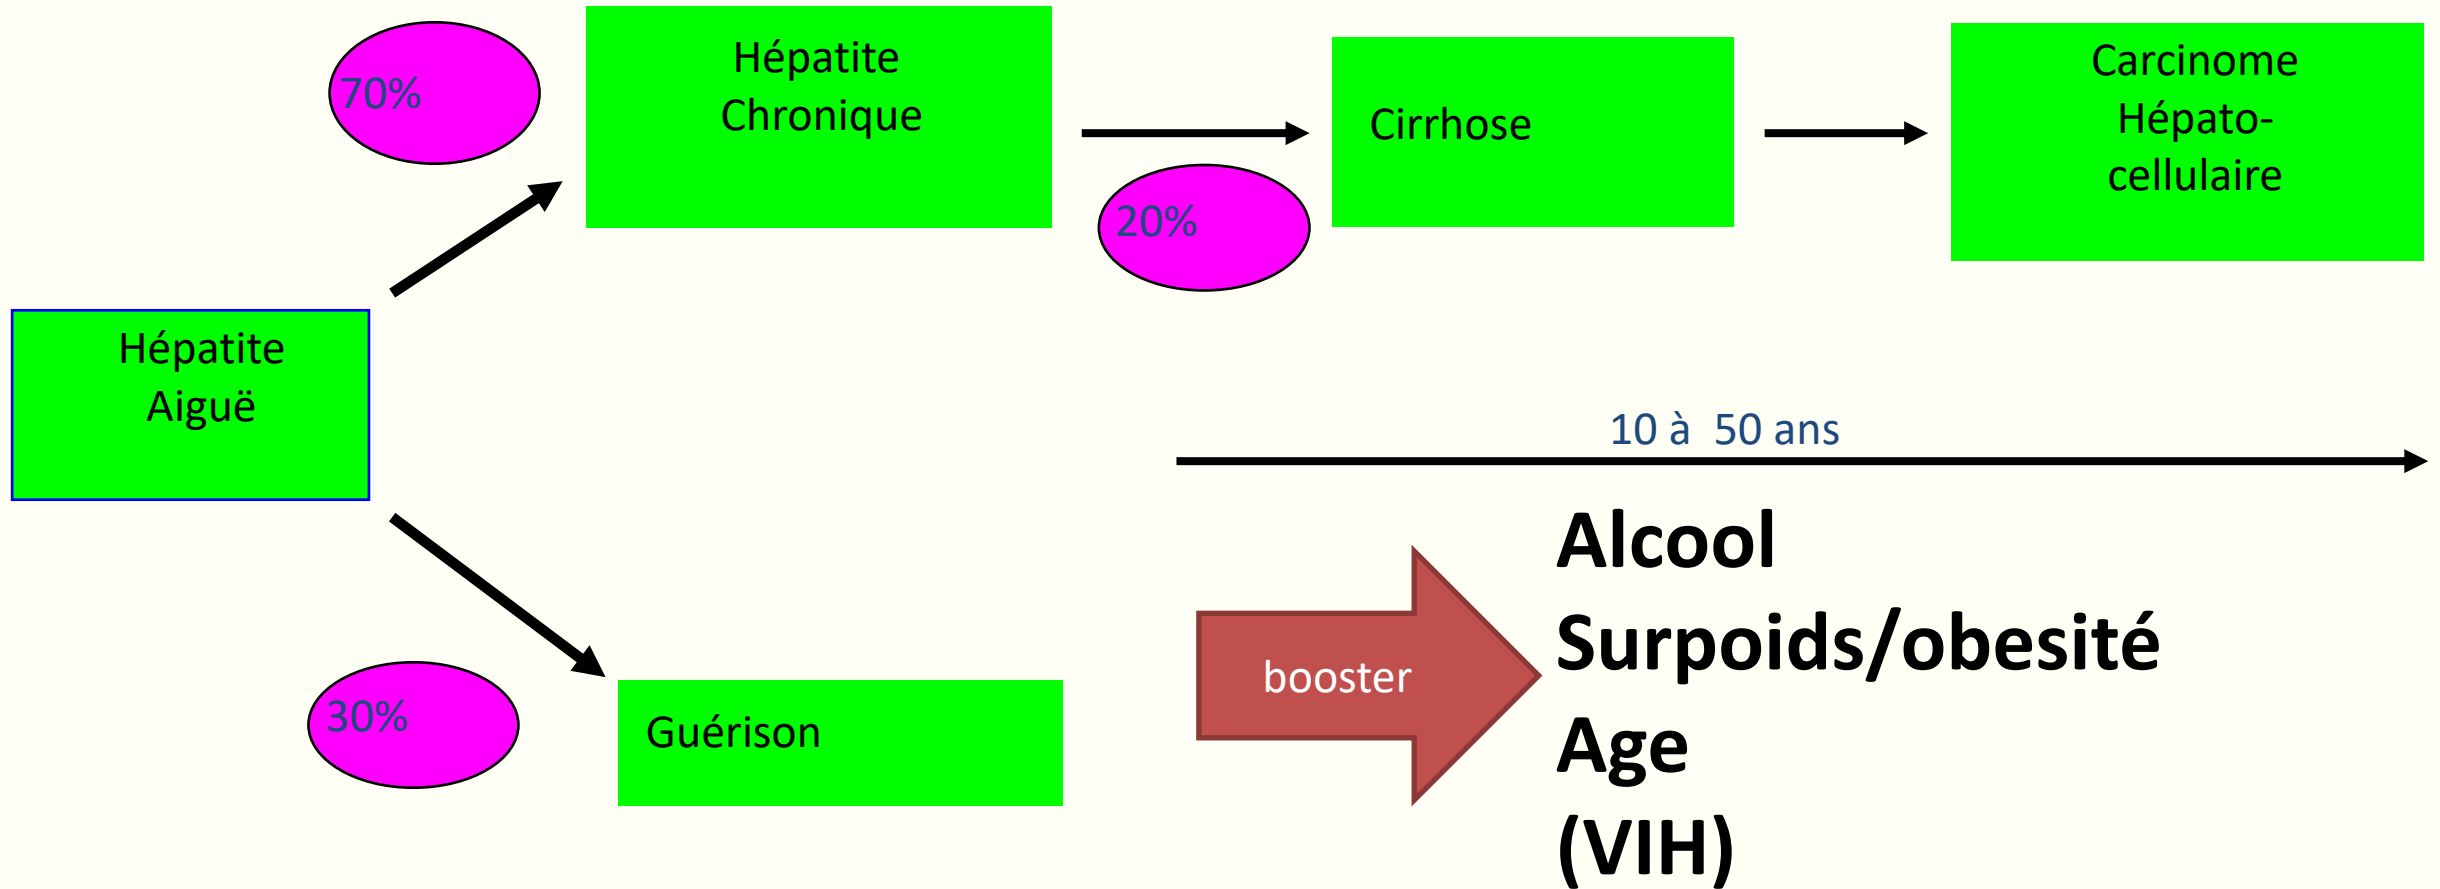 70%
Hépatite
Chronique
20%
Cirrhose
Carcinome
Hépato-
cellulaire
Hépatite
Aiguë
10 à  50 ans
30%
Guérison
booster
Alcool
Surpoids/obesité
Age
(VIH)